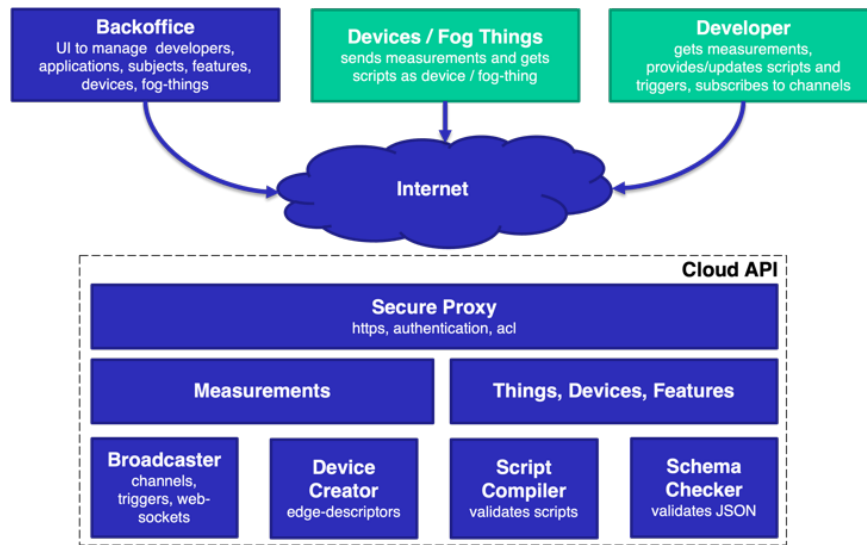 Backoffice
UI to manage developers,
applications, subjects, features,
devices, fog-things
Devices / Fog Things
sends measurements and gets
scripts as device / fog-thing
Developer
gets measurements,
provides/updates scripts and
triggers, subscribes to channels
Internet
Cloud API
Secure Proxy
https, authentication, acl
Measurements
Things, Devices, Features
Broadcaster
channels,
triggers, web-
sockets
Device
Creator
edge-descriptors
Script
Compiler
validates scripts
Schema
Checker
validates JSON